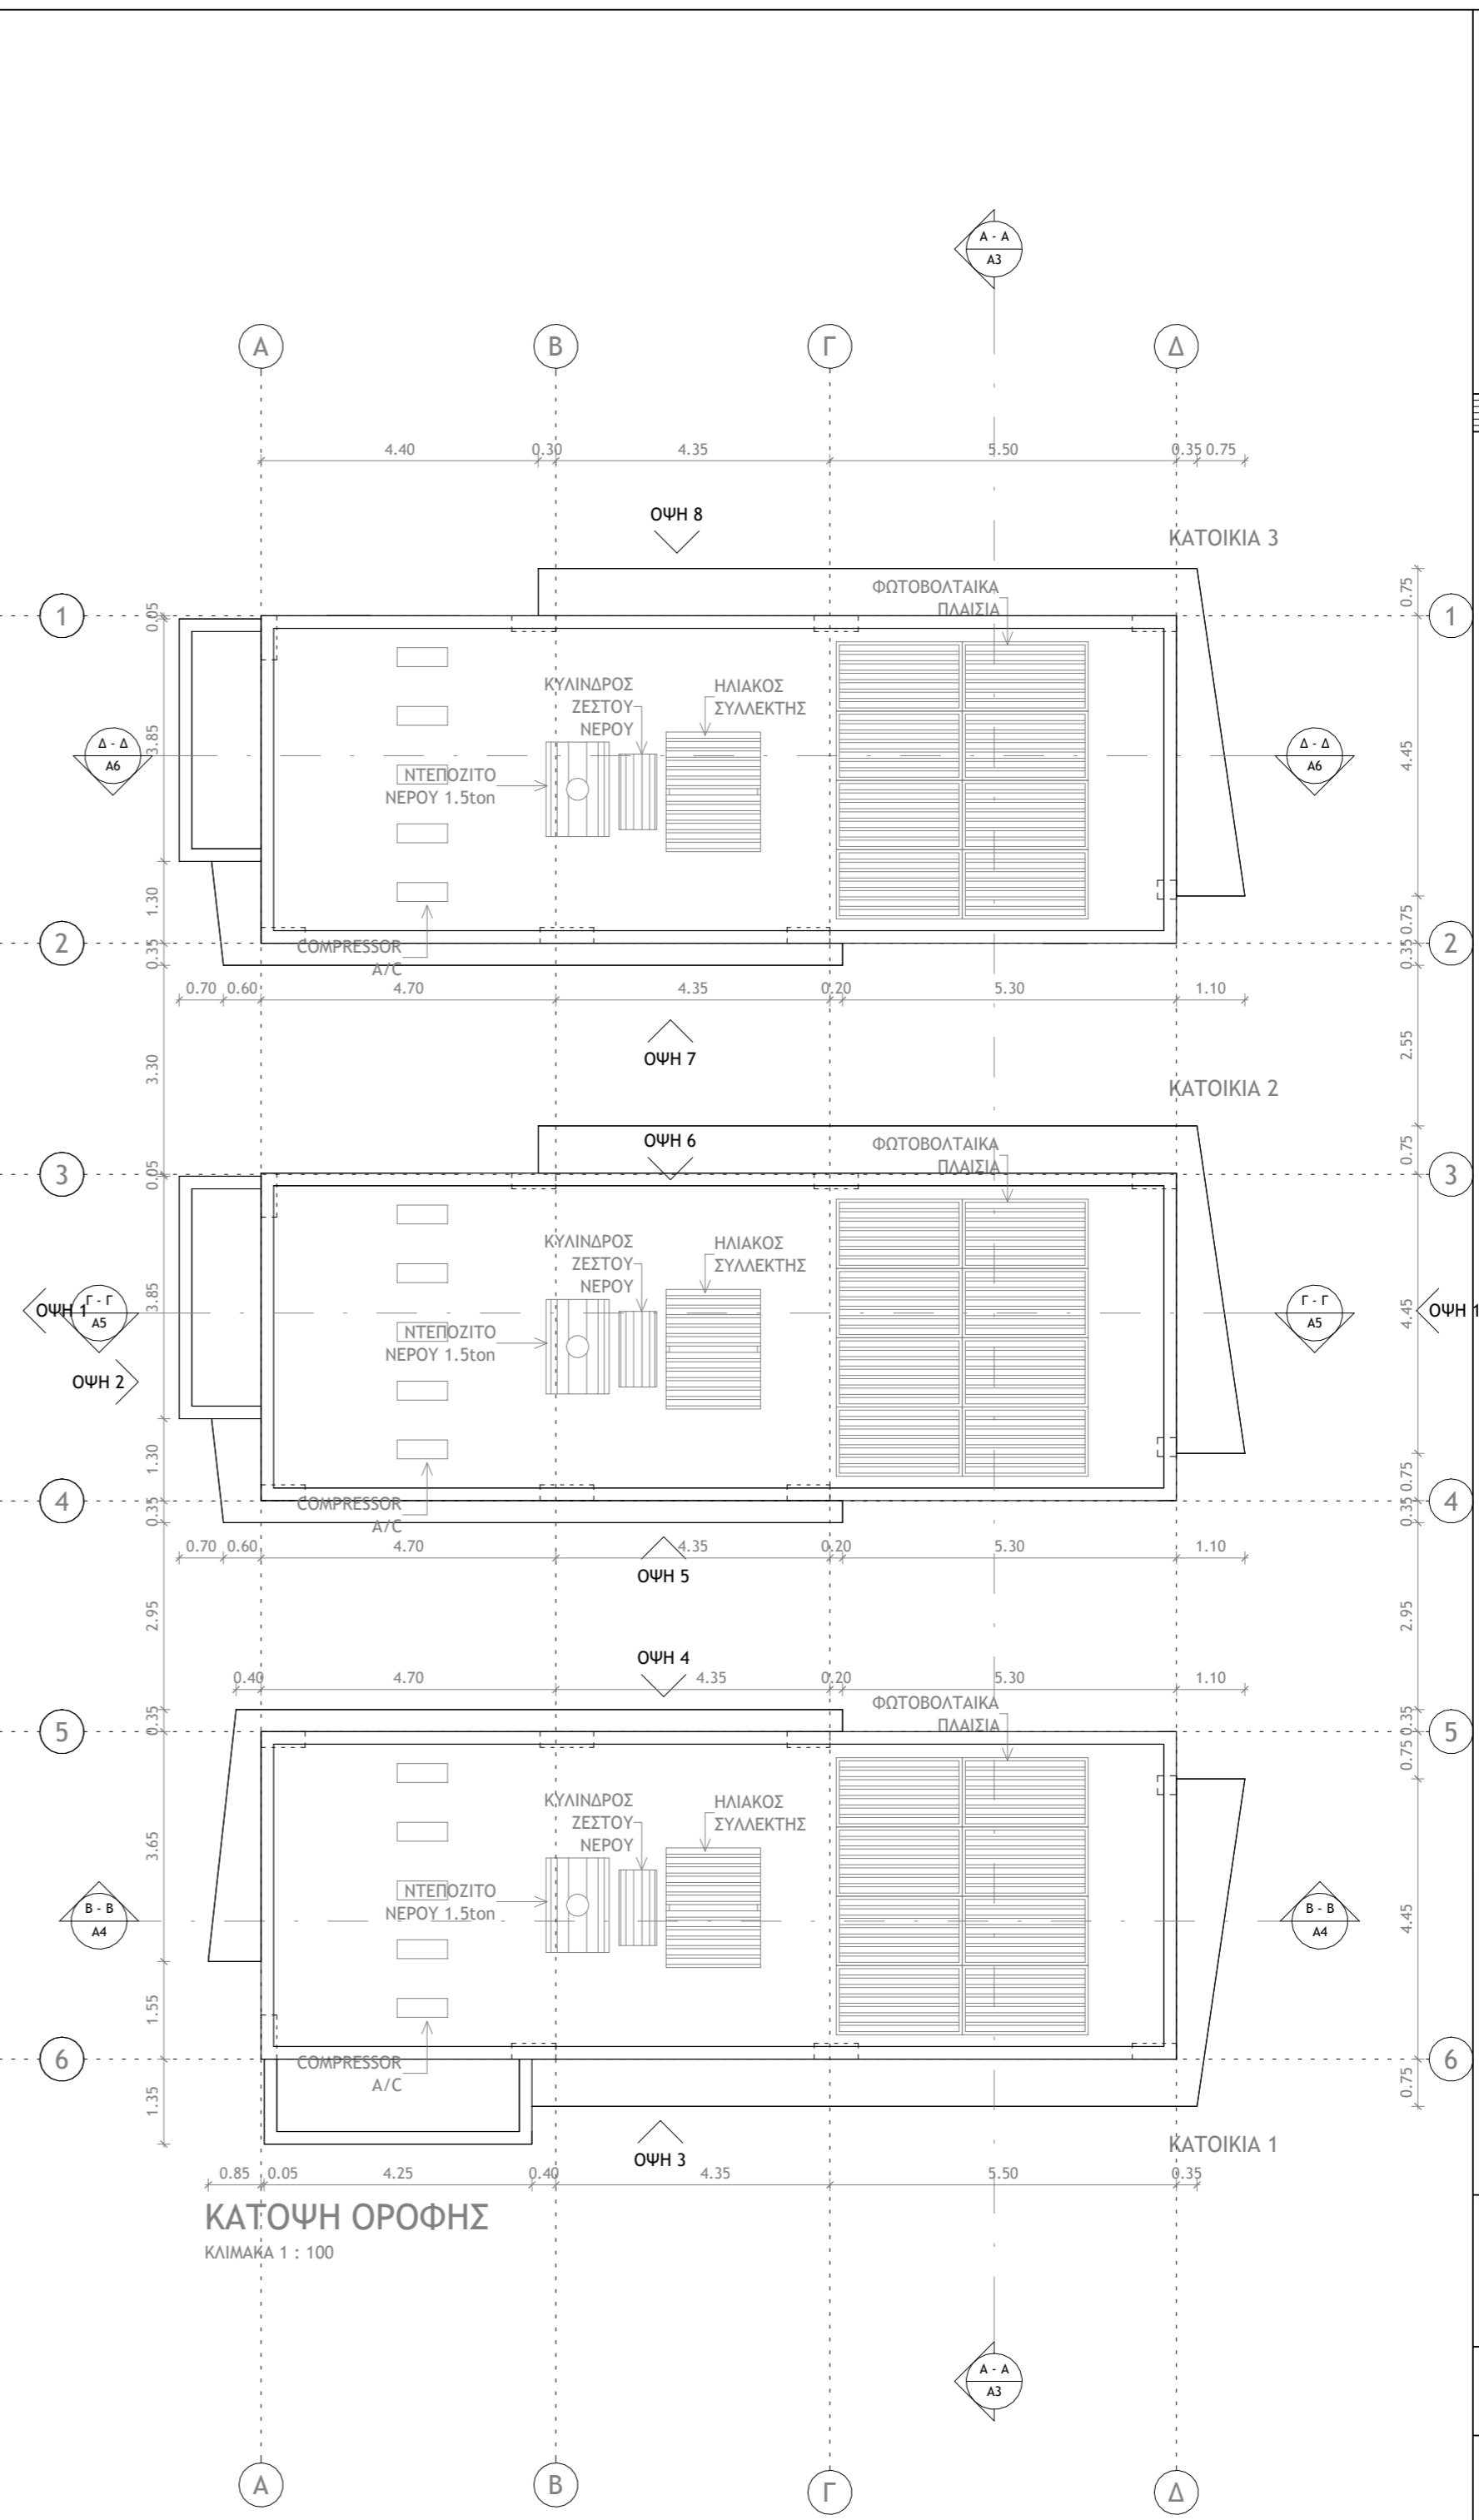 Α - Α
Α3
Α
Β
Γ
Δ
4.40
0.30
4.35
5.50
0.35
0.75
ΟΨΗ 8
ΚΑΤΟΙΚΙΑ 3
ΦΩΤΟΒΟΛΤΑΙΚΑ
ΠΛΑΙΣΙΑ
0.75
1
0.05
1
ΚΥΛΙΝΔΡΟΣ
ΖΕΣΤΟΥ
ΝΕΡΟΥ
ΗΛΙΑΚΟΣ
ΣΥΛΛΕΚΤΗΣ
Δ - Δ
Α6
3.85
ΝΤΕΠΟΖΙΤΟ
ΝΕΡΟΥ 1.5ton
Δ - Δ
Α6
4.45
1.30
0.75
2
0.35
COMPRESSOR
A/C
0.35
2
0.70
0.60
4.70
4.35
0.20
5.30
1.10
3.30
ΟΨΗ 7
2.55
ΚΑΤΟΙΚΙΑ 2
ΟΨΗ 6
ΦΩΤΟΒΟΛΤΑΙΚΑ
ΠΛΑΙΣΙΑ
0.75
3
0.05
3
ΚΥΛΙΝΔΡΟΣ
ΖΕΣΤΟΥ
ΝΕΡΟΥ
ΗΛΙΑΚΟΣ
ΣΥΛΛΕΚΤΗΣ
ΟΨΗ 1
Γ - Γ
Α5
3.85
ΝΤΕΠΟΖΙΤΟ
ΝΕΡΟΥ 1.5ton
Γ - Γ
Α5
4.45
ΟΨΗ 1
ΟΨΗ 2
1.30
0.75
4
0.35
COMPRESSOR
A/C
0.35
4
0.70
0.60
4.70
4.35
0.20
5.30
1.10
ΟΨΗ 5
2.95
2.95
ΟΨΗ 4
0.40
4.70
4.35
0.20
5.30
1.10
ΦΩΤΟΒΟΛΤΑΙΚΑ
ΠΛΑΙΣΙΑ
5
0.35
0.35
5
0.75
ΚΥΛΙΝΔΡΟΣ
ΖΕΣΤΟΥ
ΝΕΡΟΥ
ΗΛΙΑΚΟΣ
ΣΥΛΛΕΚΤΗΣ
3.65
ΝΤΕΠΟΖΙΤΟ
ΝΕΡΟΥ 1.5ton
Β - Β
Α4
Β - Β
Α4
4.45
1.55
6
COMPRESSOR
A/C
6
1.35
0.75
ΟΨΗ 3
ΚΑΤΟΙΚΙΑ 1
0.85
0.05
4.25
0.40
4.35
5.50
0.35
ΚΑΤΟΨΗ ΟΡΟΦΗΣ
ΚΛΙΜΑΚΑ 1 : 100
Α - Α
Α3
Α
Β
Γ
Δ